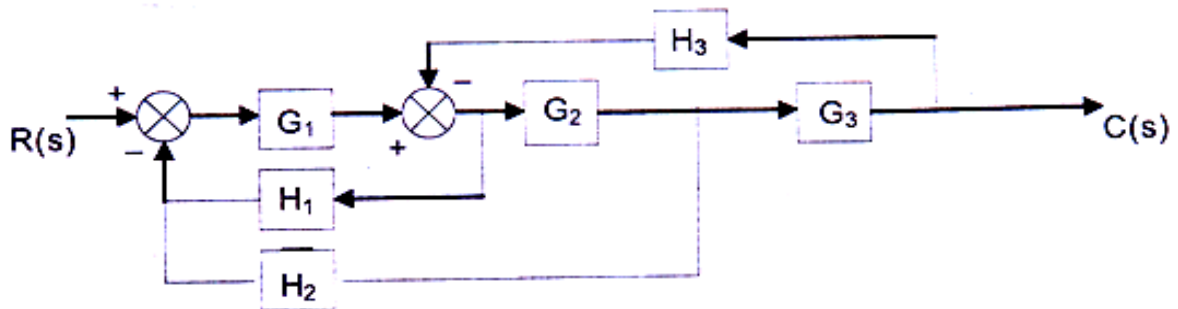 H₃
+
−
G₁
G₂
G₃
R(s)
−
+
C(s)
H₁
H₂